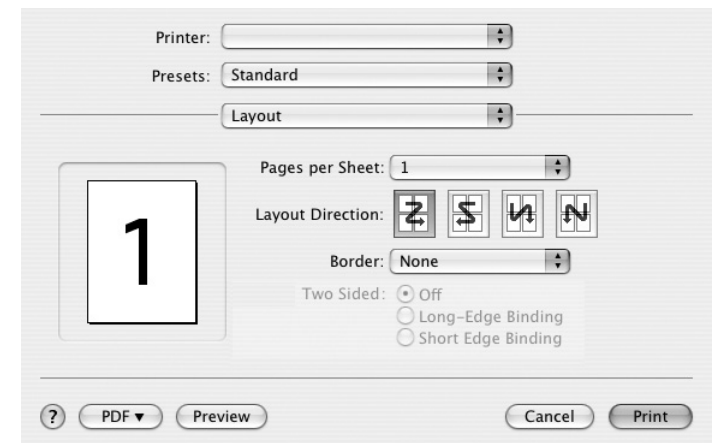 Printer:
Presets: Standard
Layout
Pages per Sheet: 1
Layout Direction:
Border: None
Two Sided: Off
Long-Edge Binding
Short Edge Binding
1
? PDF ▼ Preview Cancel Print